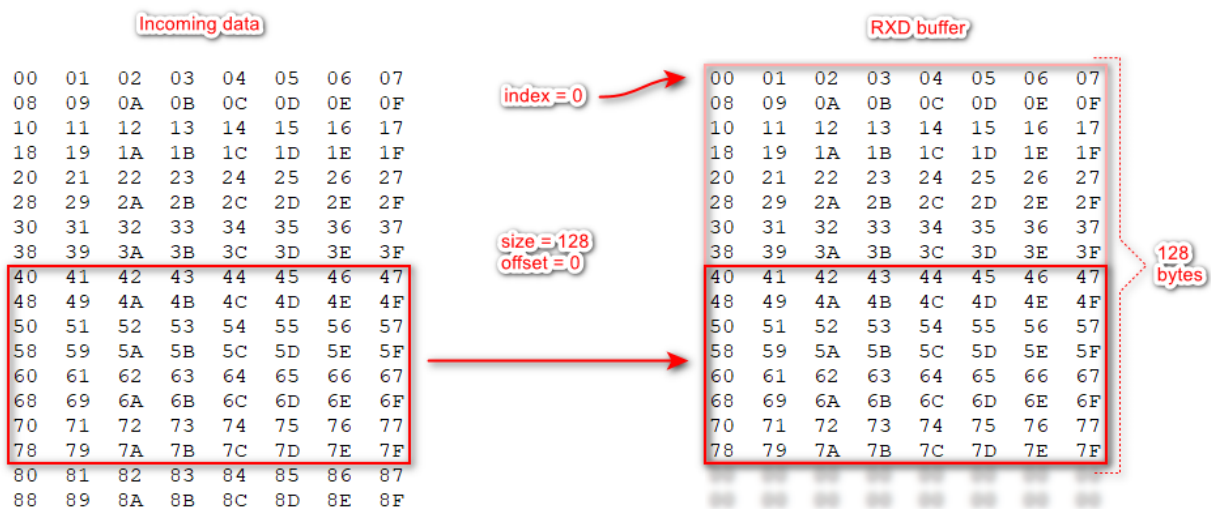 Incoming data
RXD buffer
00 01 02 03 04 05 06 07
08 09 0A 0B 0C 0D 0E 0F
10 11 12 13 14 15 16 17
18 19 1A 1B 1C 1D 1E 1F
20 21 22 23 24 25 26 27
28 29 2A 2B 2C 2D 2E 2F
30 31 32 33 34 35 36 37
38 39 3A 3B 3C 3D 3E 3F
40 41 42 43 44 45 46 47
48 49 4A 4B 4C 4D 4E 4F
50 51 52 53 54 55 56 57
58 59 5A 5B 5C 5D 5E 5F
60 61 62 63 64 65 66 67
68 69 6A 6B 6C 6D 6E 6F
70 71 72 73 74 75 76 77
78 79 7A 7B 7C 7D 7E 7F
80 81 82 83 84 85 86 87
88 89 8A 8B 8C 8D 8E 8F
index = 0
size = 128
offset = 0
00 01 02 03 04 05 06 07
08 09 0A 0B 0C 0D 0E 0F
10 11 12 13 14 15 16 17
18 19 1A 1B 1C 1D 1E 1F
20 21 22 23 24 25 26 27
28 29 2A 2B 2C 2D 2E 2F
30 31 32 33 34 35 36 37
38 39 3A 3B 3C 3D 3E 3F
40 41 42 43 44 45 46 47
48 49 4A 4B 4C 4D 4E 4F
50 51 52 53 54 55 56 57
58 59 5A 5B 5C 5D 5E 5F
60 61 62 63 64 65 66 67
68 69 6A 6B 6C 6D 6E 6F
70 71 72 73 74 75 76 77
78 79 7A 7B 7C 7D 7E 7F
128
bytes